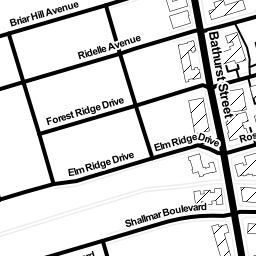 Briar Hill Avenue
Ridelle Avenue
Bathurst Street
Forest Ridge Drive
Elm Ridge Drive
Elm Ridge Drive
Shallmar Boulevard